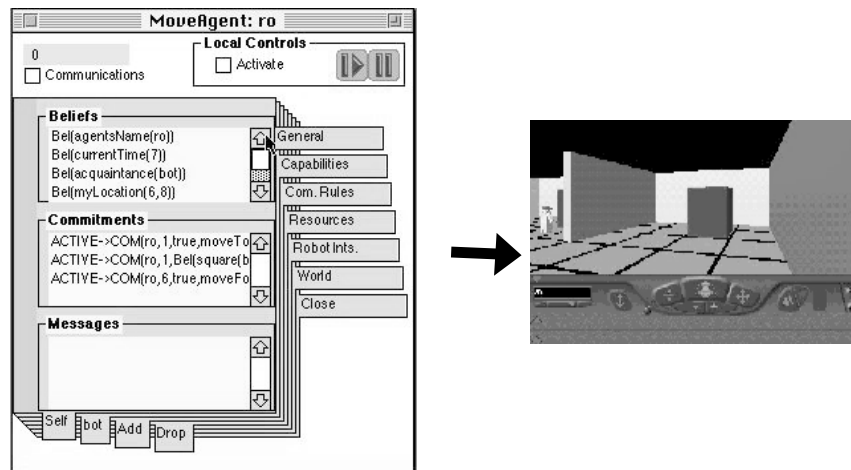 MoveAgent: ro
0
Communications
Local Controls
Activate
Beliefs
Bel(agentsName(ro))
Bel(currentTime(7))
Bel(acquaintance(bot))
Bel(myLocation(6,8))
Commitments
ACTIVE->COM(ro,1,true,moveTo
ACTIVE->COM(ro,1,Bel(square(b
ACTIVE->COM(ro,6,true,moveFo
Messages
General
Capabilities
Com. Rules
Resources
Robot Ints.
World
Close
Self
bot
Add
Drop